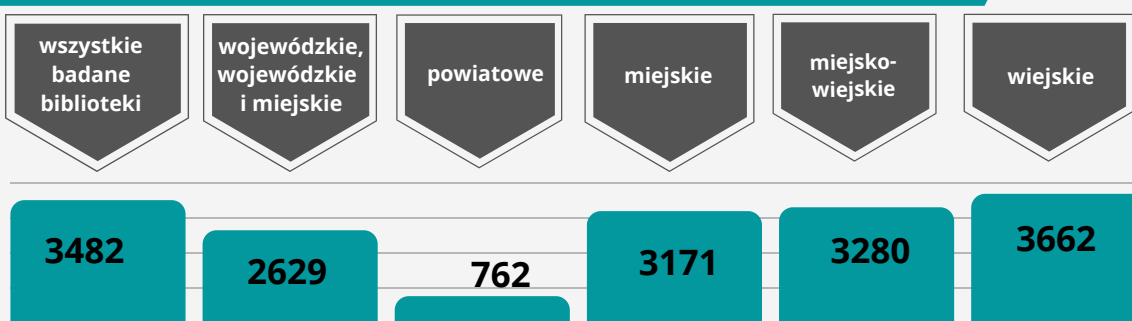 wszystkie
badane
biblioteki
wojewódzkie,
wojewódzkie
i miejskie
powiatowe
miejskie
miejsko-
wiejskie
wiejskie
3482
2629
762
3171
3280
3662